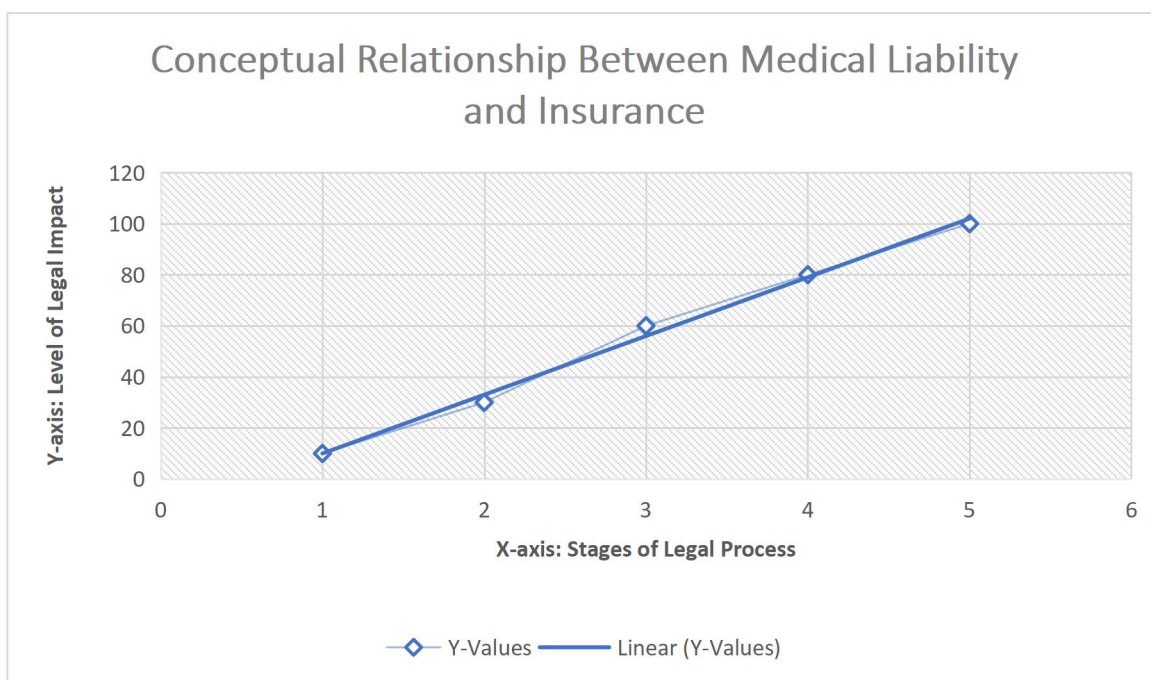 Conceptual Relationship Between Medical Liability
and Insurance
Y-axis: Level of Legal Impact
120
100
80
60
40
20
0
0 1 2 3 4 5 6
X-axis: Stages of Legal Process
Y-Values Linear (Y-Values)